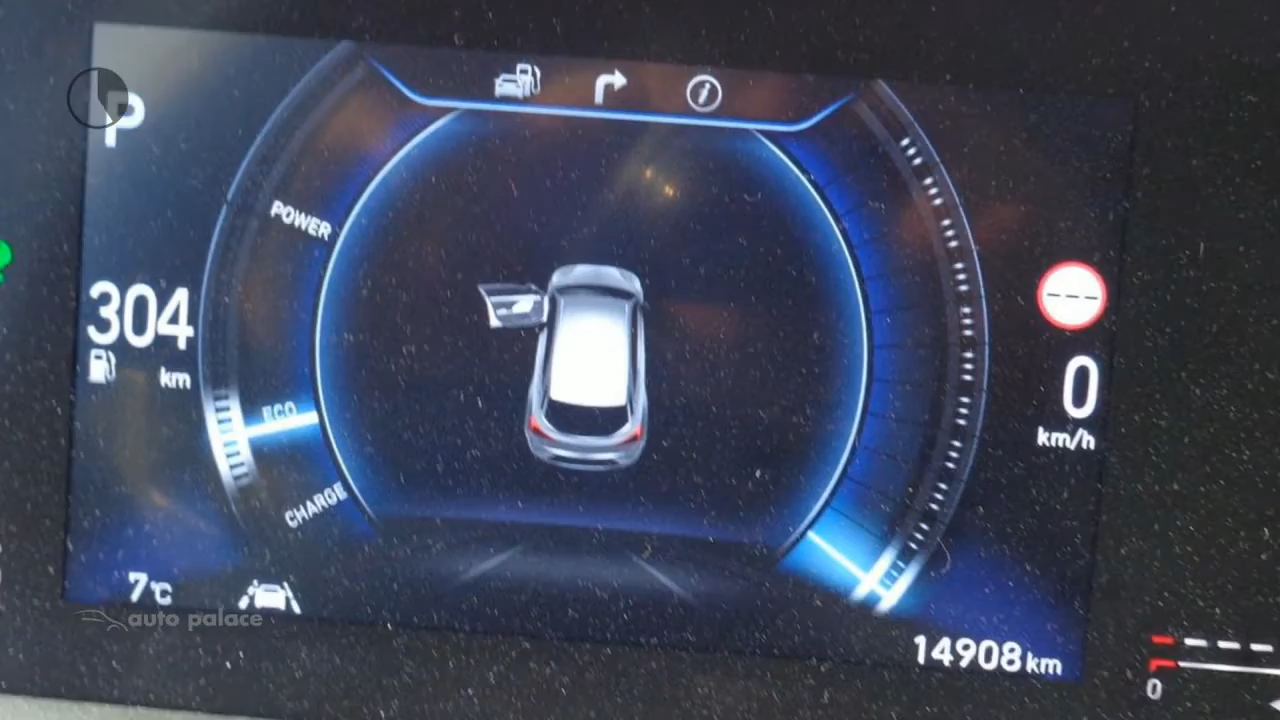 P
POWER
304
km
ECO
CHARGE
7°C
auto palace
---
0
km/h
14908 km
0